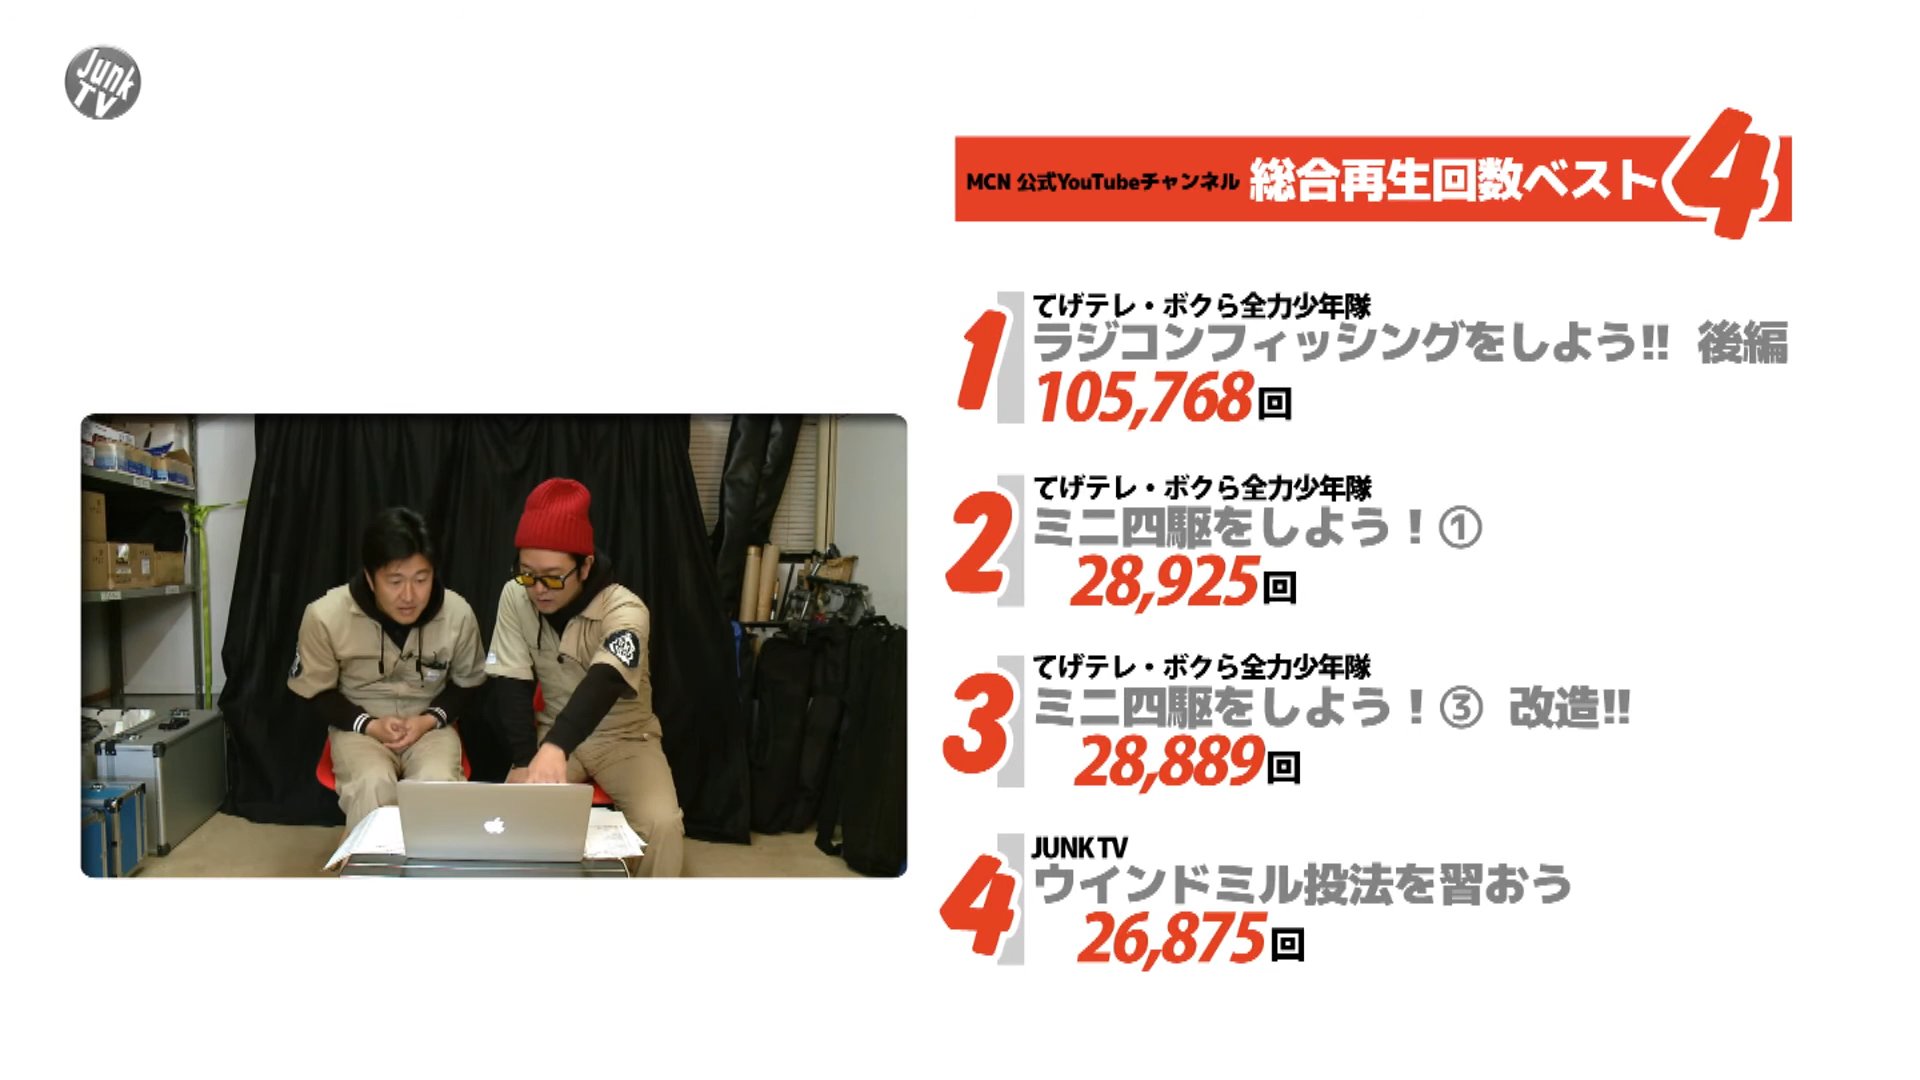 Junk
TV
MCN 公式YouTubeチャンネル 総合再生回数ベスト4
1
てげテレ・ボクら全力少年隊
ラジコンフィッシングをしよう!! 後編
105,768回
2
てげテレ・ボクら全力少年隊
ミニ四駆をしよう！①
28,925回
3
てげテレ・ボクら全力少年隊
ミニ四駆をしよう！③ 改造!!
28,889回
4
JUNK TV
ウインドミル投法を習おう
26,875回